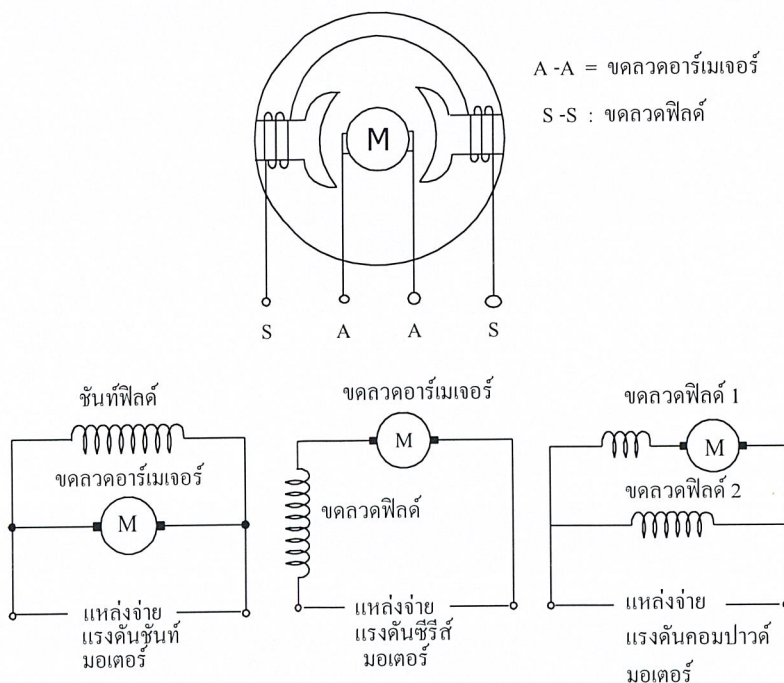 A -A = ขดลวดอาร์เมเจอร์
S -S : ขดลวดฟิลด์
M
S A A S
ชันท์ฟิลด์
ขดลวดอาร์เมเจอร์
M
แหล่งจ่าย
แรงดันชันท์
มอเตอร์
ขดลวดอาร์เมเจอร์
M
ขดลวดฟิลด์
แหล่งจ่าย
แรงดันซีรีส์
มอเตอร์
ขดลวดฟิลด์ 1
M
ขดลวดฟิลด์ 2
แหล่งจ่าย
แรงดันคอมปาวด์
มอเตอร์